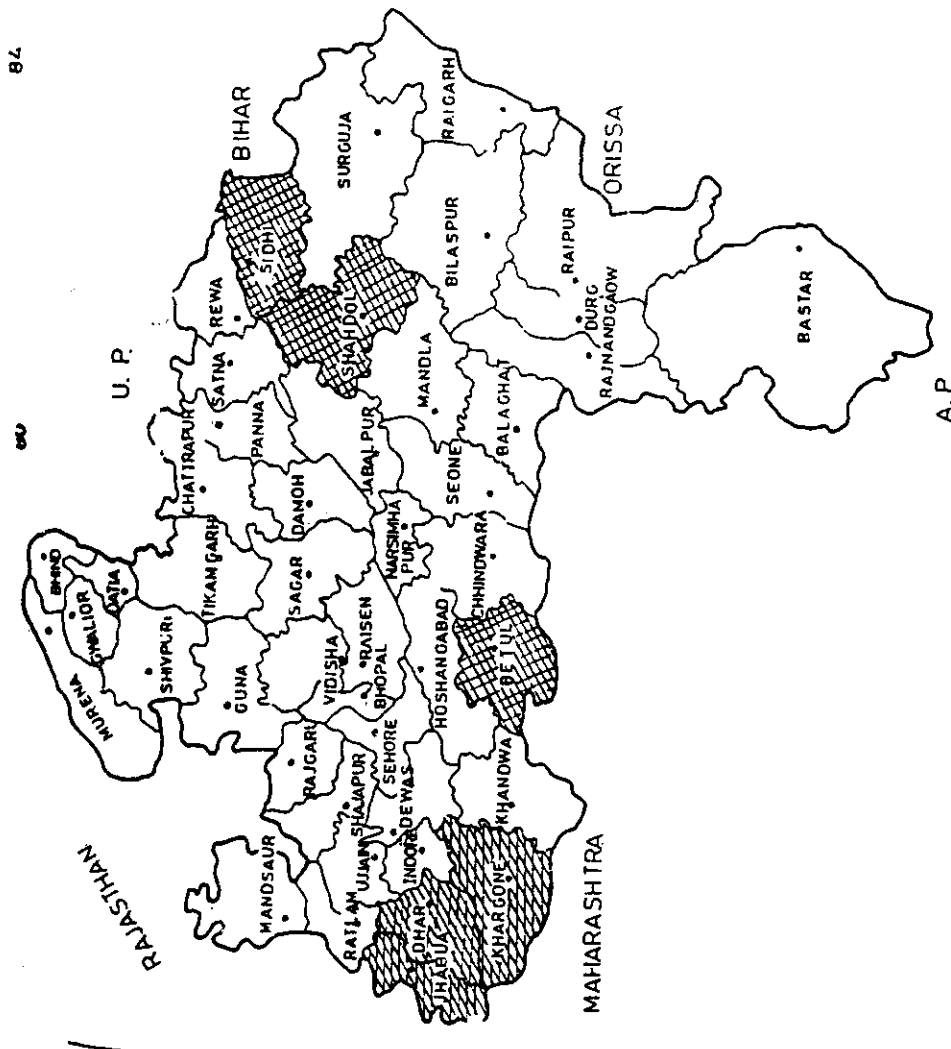 80
84
RAJASTHAN
U. P.
BIHAR
ORISSA
A.P
MAHARASHTRA
MURENA
BHIND
GWALIOR
DATIA
SHIVPURI
GUNA
TIKAMGARH
CHATTRAPUR
PANNA
SATNA
REWA
SIDHI
SHAHDOL
SURGUJA
RAIGARH
MANDSAUR
RATLAM
UJJAIN
SHAJAPUR
RAJGARH
VIDISHA
SAGAR
DAMOH
JABALPUR
MANDLA
BILASPUR
RAIPUR
DURG
RAJNANDGAOW
BASTAR
BALAGHAT
SEONE
NARSIMHA
PUR
CHHINDWARA
RAISEN
BHOPAL
SEHORE
HOSHANGABAD
BETUL
DEWAS
INDORE
DHAR
JHABUA
KHARGONE
KHANDWA